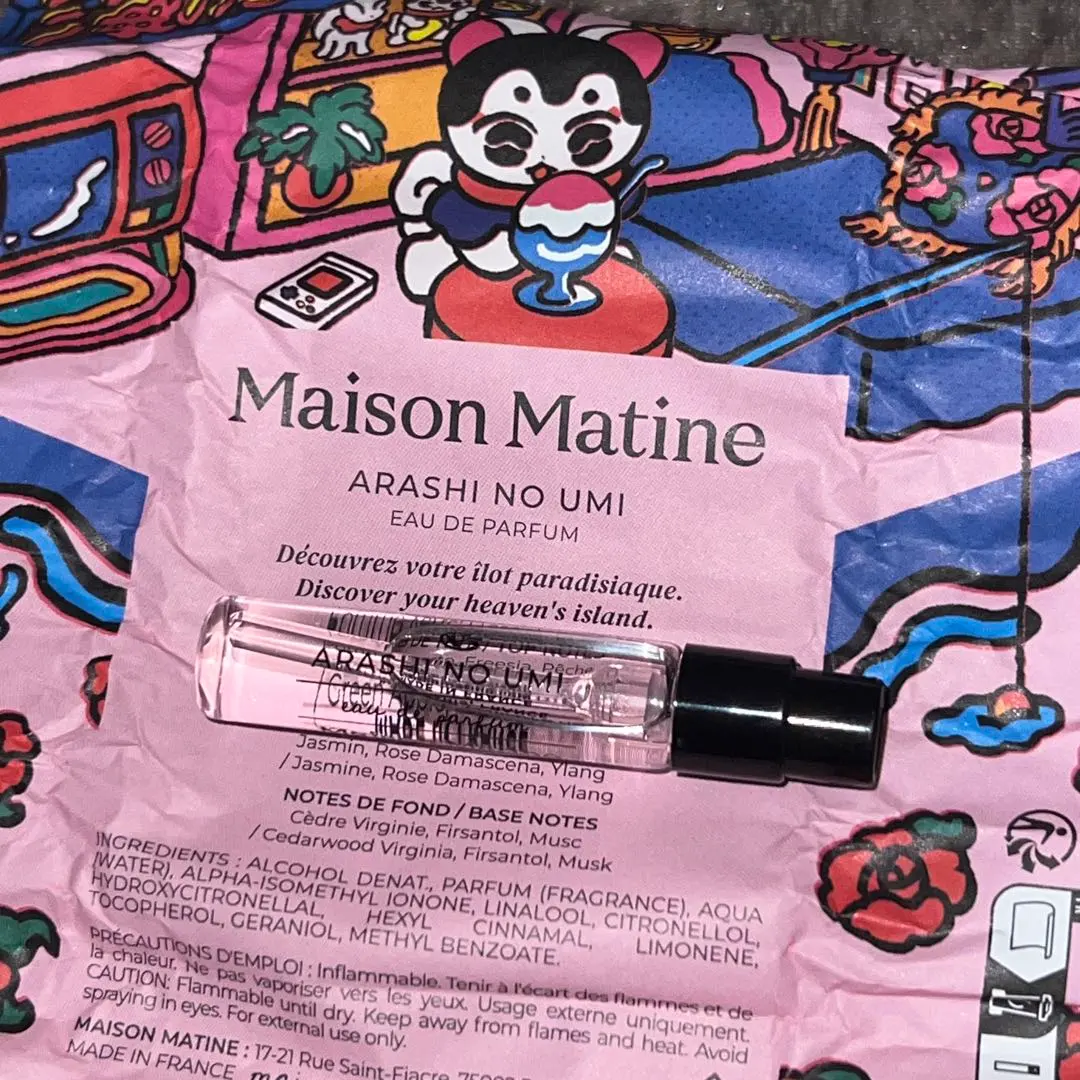 Maison Matine
ARASHI NO UMI
EAU DE PARFUM
Découvrez votre îlot paradisiaque.
Discover your heaven's island.
Freesia, Pêche
ARASHI NO UMI
/Green
Jasmin, Rose Damascena, Ylang
/Jasmine, Rose Damascena, Ylang
NOTES DE FOND / BASE NOTES
Cèdre Virginie, Firsantol, Musc
/ Cedarwood Virginia, Firsantol, Musk
INGREDIENTS : ALCOHOL DENAT., PARFUM (FRAGRANCE), AQUA
(WATER), ALPHA-ISOMETHYL IONONE, LINALOOL, CITRONELLOL,
HYDROXYCITRONELLAL, HEXYL CINNAMAL, LIMONENE,
TOCOPHEROL, GERANIOL, METHYL BENZOATE.
PRÉCAUTIONS D'EMPLOI : Inflammable. Tenir à l'écart des flammes et de
la chaleur. Ne pas vaporiser vers les yeux. Usage externe uniquement.
CAUTION: Flammable until dry. Keep away from flames and heat. Avoid
spraying in eyes. For external use only.
MAISON MATINE : 17-21 Rue Saint-Fiacre
MADE IN FRANCE